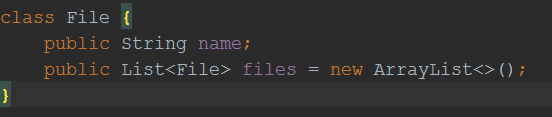 class File {
    public String name;
    public List<File> files = new ArrayList<>();
}